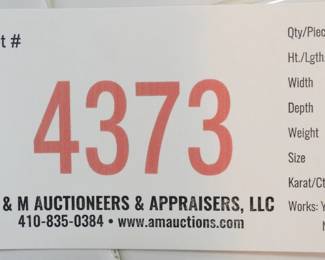 t #
4373
& M AUCTIONEERS & APPRAISERS, LLC
410-835-0384 • www.amauctions.com
Qty/Piec
Ht./Lgth
Width
Depth
Weight
Size
Karat/Ct
Works: Y